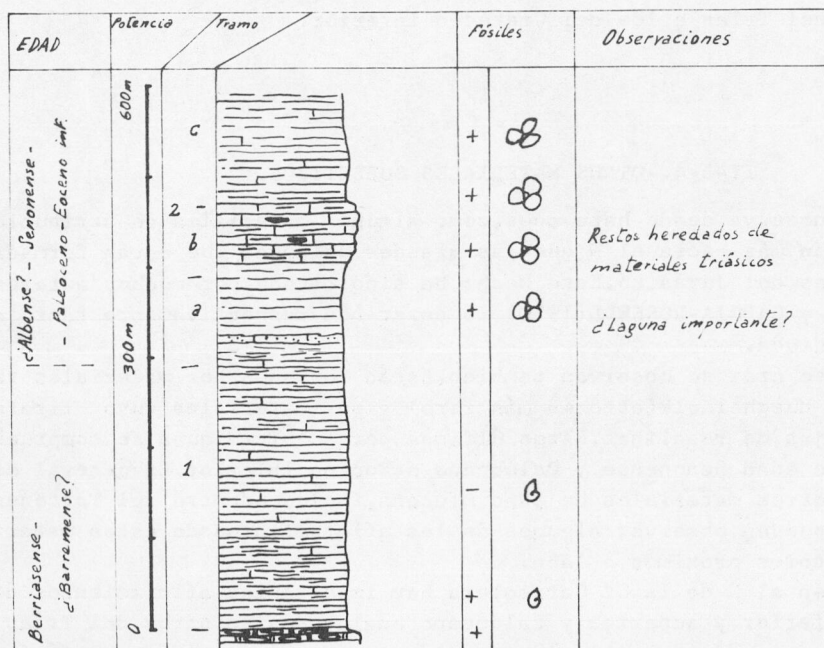 EDAD
Potencia
Tramo
Fósiles
Observaciones
600m
300m
0
¿Albense? - Senonense -
- Paleoceno - Eoceno inf.
Berriasense -
¿Barremense?
c
2
b
a
1
+
+
+
+
-
+
+
Restos heredados de
materiales triásicos
¿Laguna importante?